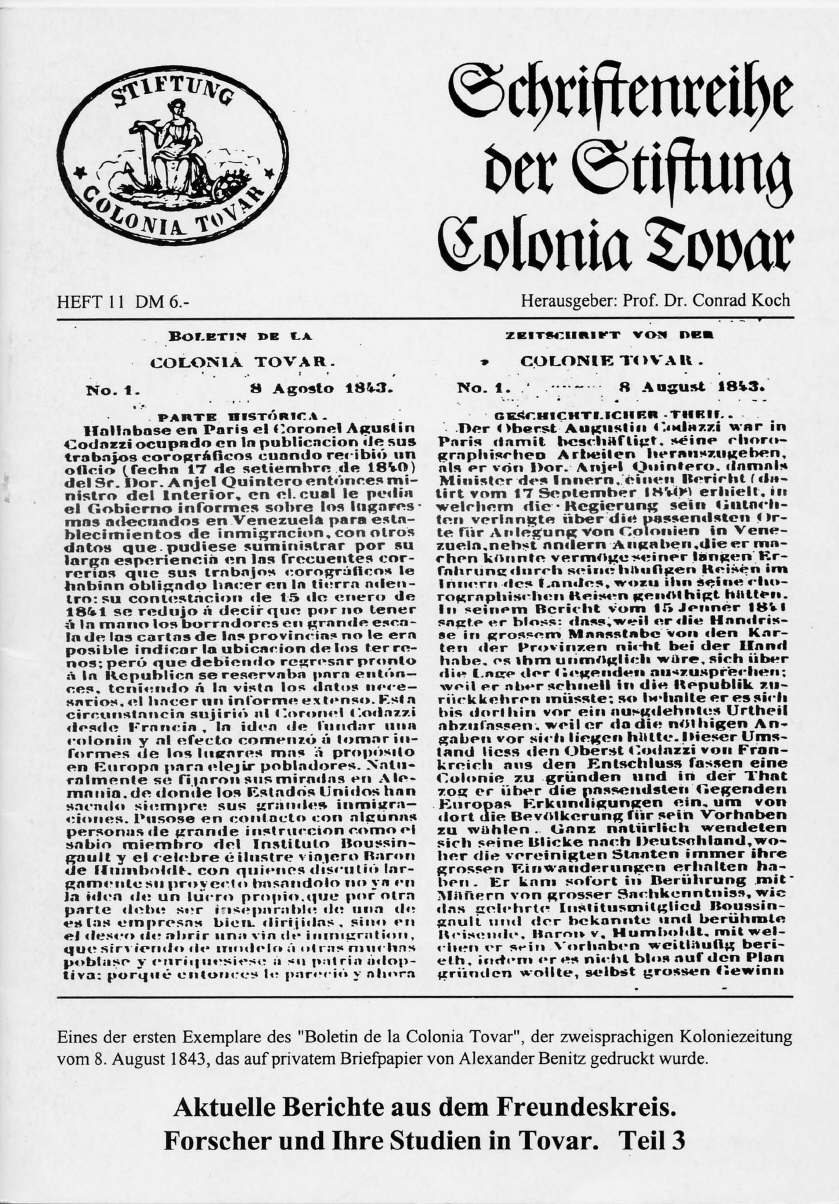 STIFTUNG
COLONIA TOVAR
Schriftenreihe
der Stiftung
Colonia Tovar
HEFT 11 DM 6.-
Herausgeber: Prof. Dr. Conrad Koch
BOLETIN DE LA
COLONIA TOVAR.
No. 1. 8 Agosto 1843.
PARTE HISTÓRICA.
Hallabase en Paris el Coronel Agustin
Codazzi ocupado en la publicacion de sus
trabajos corográficos cuando recibió un
oficio (fecha 17 de setiembre de 1840)
del Sr. Dor. Anjel Quintero entónces mi-
nistro del Interior, en el cual le pedia
el Gobierno informes sobre los lugares
mas adecuados en Venezuela para esta-
blecimientos de inmigracion, con otros
datos que pudiese suministrar por su
larga esperiencia en las frecuentes cor-
rerias que sus trabajos corográficos le
habian obligado hacer en la tierra aden-
tro: su contestacion de 15 de enero de
1841 se redujo á decir que por no tener
á la mano los borradores en grande esca-
la de las cartas de las provincias no le era
posible indicar la ubicacion de los terre-
nos; peró que debiendo regresar pronto
á la Republica se reservaba para entón-
ces, teniendo á la vista los datos nece-
sarios, el hacer un informe extenso. Esta
circunstancia sujirió al Coronel Codazzi
desde Francia, la idea de fundar una
colonia y al efecto comenzó á tomar in-
formes de los lugares mas á propósito
en Europa para elejir pobladores. Natu-
ralmente se fijaron sus miradas en Ale-
mania, de donde los Estados Unidos han
sacado siempre sus grandes inmigra-
ciones. Pusose en contacto con algunas
personas de grande instruccion como el
sabio miembro del Instituto Boussin-
gault y el celebre é ilustre viajero Baron
de Humboldt, con quienes discutió lar-
gamente su proyecto basandolo no ya en
la idea de un lucro propio, que por otra
parte debe ser inseparable de una de
estas empresas bien dirijidas, sino en
el deseo de abrir una via de inmigration,
que sirviendo de modelo á otras muchas
poblase y enriquesiese á su patria adop-
tiva: porqué entonces le pareció y ahora
ZEITSCHRIFT VON DER
COLONIE TOVAR.
No. 1. 8 August 1843.
GESCHICHTLICHER THEIL.
Der Oberst Augustin Codazzi war in
Paris damit beschäftigt, seine choro-
graphischen Arbeiten herauszugeben,
als er von Dor. Anjel Quintero, damals
Minister des Innern, einen Bericht (da-
tirt vom 17 September 1840) erhielt, in
welchem die Regierung sein Gutach-
ten verlangte über die passendsten Or-
te für Anlegung von Colonien in Vene-
zuela, nebst andern Angaben, die er ma-
chen könnte vermöge seiner langen Er-
fahrung durch seine häufigen Reisen im
Innern des Landes, wozu ihn seine cho-
rographischen Reisen genöthigt hätten.
In seinem Bericht vom 15 Jenner 1841
sagte er bloss: dass, weil er die Handris-
se in grossem Maasstabe von den Kar-
ten der Provinzen nicht bei der Hand
habe, es ihm unmöglich wäre, sich über
die Lage der Gegenden auszusprechen;
weil er aber schnell in die Republik zu-
rückkehren müsste; so behalte er es sich
bis dorthin vor ein ausgedehntes Urtheil
abzufassen, weil er da die nöthigen An-
gaben vor sich liegen hätte. Dieser Ums-
tand liess den Oberst Codazzi von Fran-
kreich aus den Entschluss fassen eine
Colonie zu gründen und in der That
zog er über die passendsten Gegenden
Europas Erkundigungen ein, um von
dort die Bevölkerung für sein Vorhaben
zu wählen. Ganz natürlich wendeten
sich seine Blicke nach Deutschland, wo-
her die vereinigten Staaten immer ihre
grossen Einwanderungen erhalten ha-
ben. Er kam sofort in Berührung mit
Mäñern von grosser Sachkenntniss, wie
das gelehrte Institusmitglied Boussin-
gault und der bekannte und berühmte
Reisende, Baron v. Humboldt, mit wel-
chen er sein Vorhaben weitläufig beri-
eth, indem er es nicht blos auf den Plan
gründen wollte, selbst grossen Gewinn
Eines der ersten Exemplare des "Boletin de la Colonia Tovar", der zweisprachigen Koloniezeitung
vom 8. August 1843, das auf privatem Briefpapier von Alexander Benitz gedruckt wurde.
Aktuelle Berichte aus dem Freundeskreis.
Forscher und Ihre Studien in Tovar. Teil 3